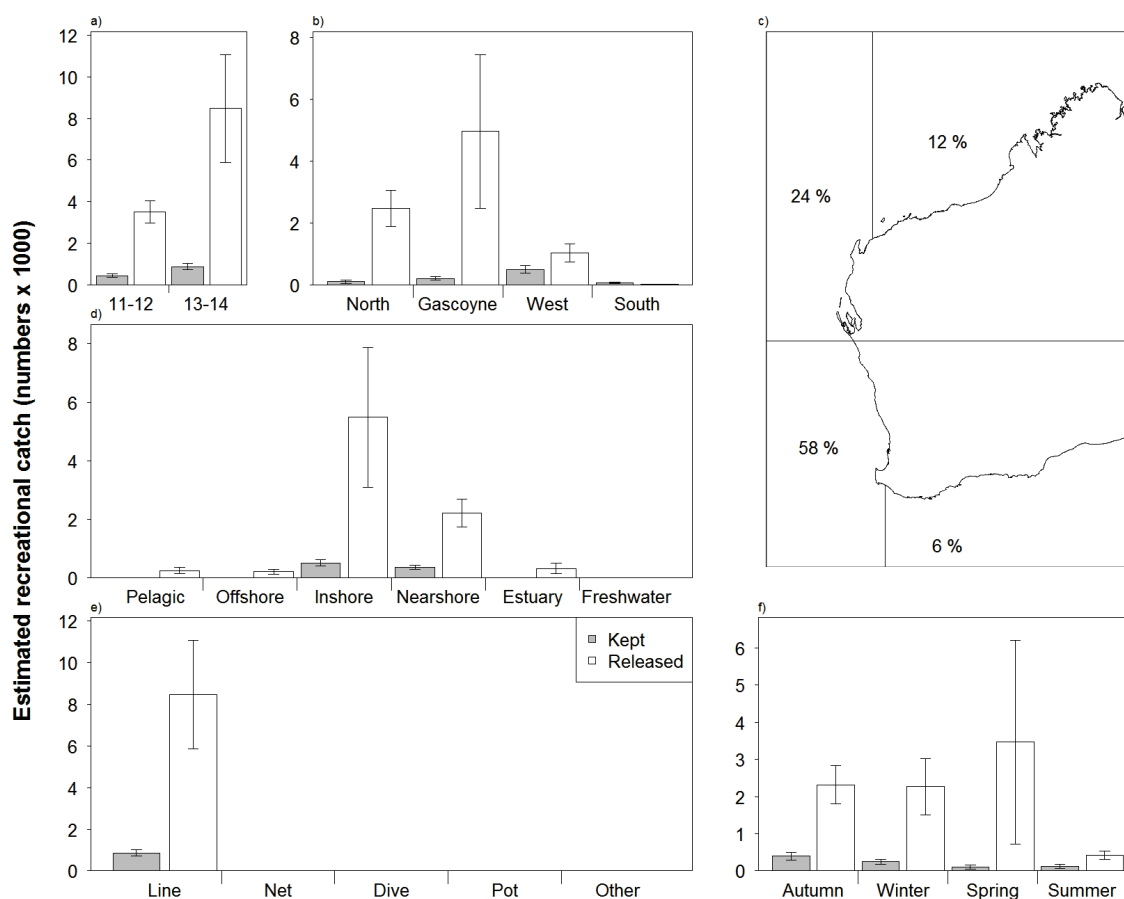 Estimated recreational catch (numbers x 1000)
a)
12
10
8
6
4
2
0
11-12 13-14
b)
8
6
4
2
0
North Gascoyne West South
c)
12 %
24 %
58 %
6 %
d)
8
6
4
2
0
Pelagic Offshore Inshore Nearshore Estuary Freshwater
e)
12
10
8
6
4
2
0
Kept
Released
Line Net Dive Pot Other
f)
6
5
4
3
2
1
0
Autumn Winter Spring Summer